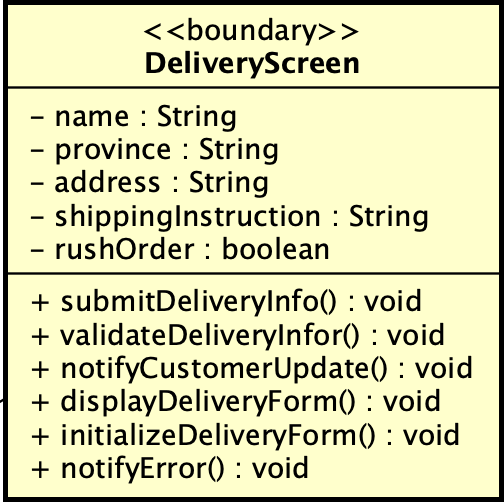 <<boundary>>
DeliveryScreen
- name : String
- province : String
- address : String
- shippingInstruction : String
- rushOrder : boolean
+ submitDeliveryInfo() : void
+ validateDeliveryInfor() : void
+ notifyCustomerUpdate() : void
+ displayDeliveryForm() : void
+ initializeDeliveryForm() : void
+ notifyError() : void